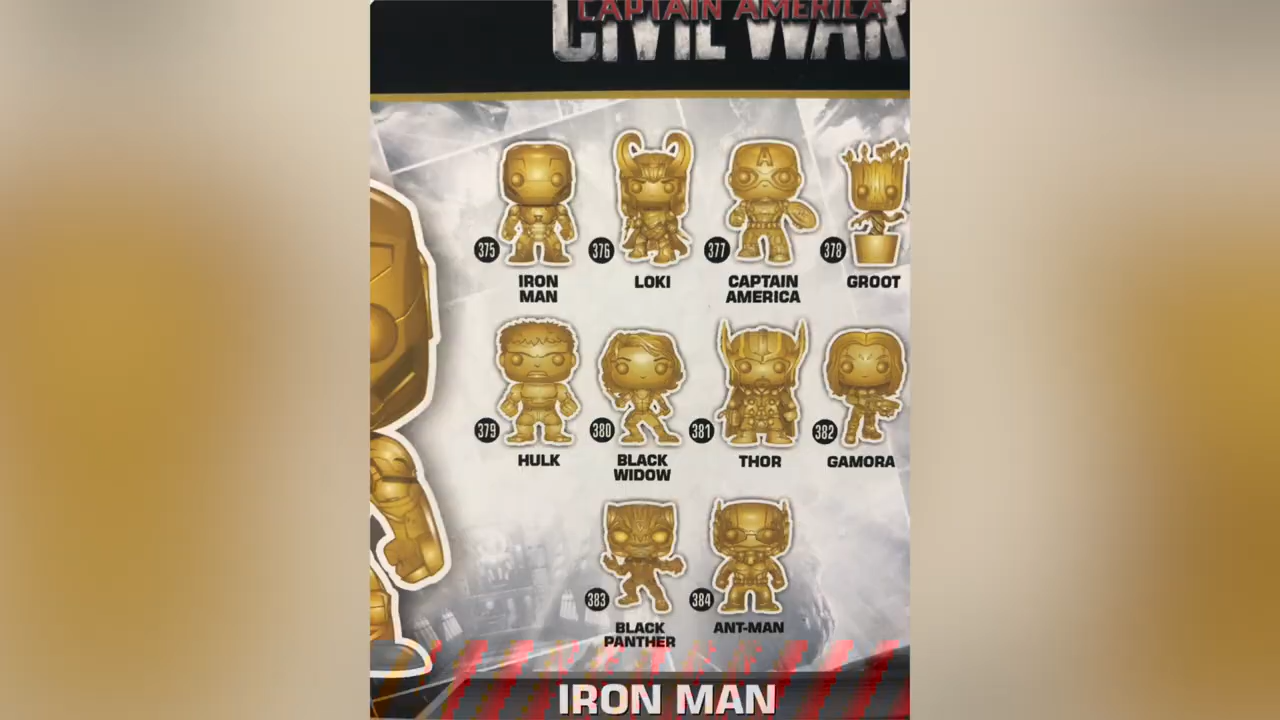 CAPTAIN AMERICA
CIVIL WAR
375 376 377 378
IRON MAN
LOKI
CAPTAIN AMERICA
GROOT
379 380 381 382
HULK
BLACK WIDOW
THOR
GAMORA
383 384
BLACK PANTHER
ANT-MAN
IRON MAN